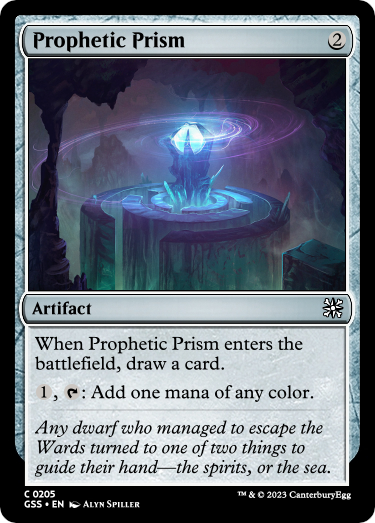 Prophetic Prism 2
Artifact
When Prophetic Prism enters the
battlefield, draw a card.
1, : Add one mana of any color.
Any dwarf who managed to escape the
Wards turned to one of two things to
guide their hand—the spirits, or the sea.
C 0205
GSS • EN Alyn Spiller
™ & © 2023 CanterburyEgg